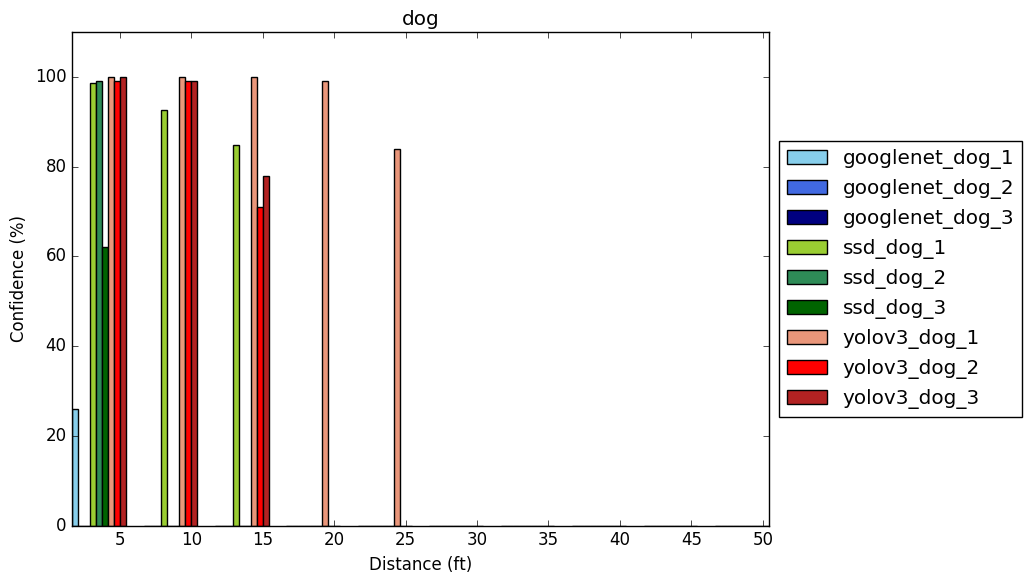 dog
100
80
60
40
20
0
Confidence (%)
5 10 15 20 25 30 35 40 45 50
Distance (ft)
googlenet_dog_1
googlenet_dog_2
googlenet_dog_3
ssd_dog_1
ssd_dog_2
ssd_dog_3
yolov3_dog_1
yolov3_dog_2
yolov3_dog_3